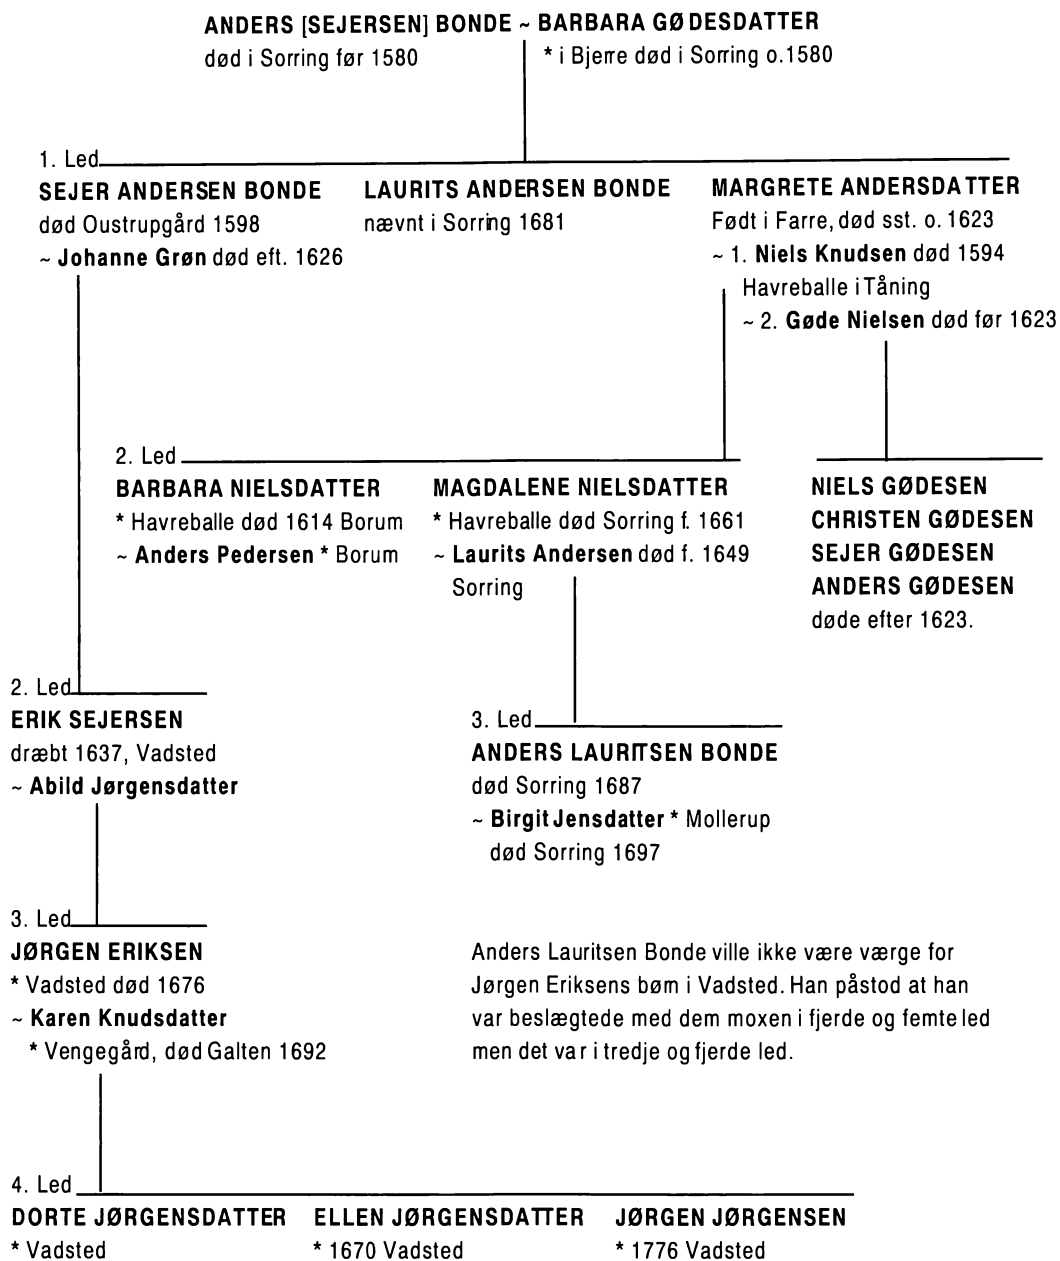 ANDERS [SEJERSEN] BONDE ~ BARBARA GØDESDATTER
død i Sorring før 1580
* i Bjerre død i Sorring o.1580
1. Led
SEJER ANDERSEN BONDE
død Oustrupgård 1598
~ Johanne Grøn død eft. 1626
LAURITS ANDERSEN BONDE
nævnt i Sorring 1681
MARGRETE ANDERSDATTER
Født i Farre, død sst. o. 1623
~ 1. Niels Knudsen død 1594
Havreballe i Tåning
~ 2. Gøde Nielsen død før 1623
2. Led
BARBARA NIELSDATTER
* Havreballe død 1614 Borum
~ Anders Pedersen * Borum
MAGDALENE NIELSDATTER
* Havreballe død Sorring f. 1661
~ Laurits Andersen død f. 1649
Sorring
NIELS GØDESEN
CHRISTEN GØDESEN
SEJER GØDESEN
ANDERS GØDESEN
døde efter 1623.
2. Led
ERIK SEJERSEN
dræbt 1637, Vadsted
~ Abild Jørgensdatter
3. Led
ANDERS LAURITSEN BONDE
død Sorring 1687
~ Birgit Jensdatter * Mollerup
død Sorring 1697
3. Led
JØRGEN ERIKSEN
* Vadsted død 1676
~ Karen Knudsdatter
* Vengegård, død Galten 1692
Anders Lauritsen Bonde ville ikke være værge for
Jørgen Eriksens børn i Vadsted. Han påstod at han
var beslægtede med dem moxen i fjerde og femte led
men det var i tredje og fjerde led.
4. Led
DORTE JØRGENSDATTER
* Vadsted
ELLEN JØRGENSDATTER
* 1670 Vadsted
JØRGEN JØRGENSEN
* 1776 Vadsted